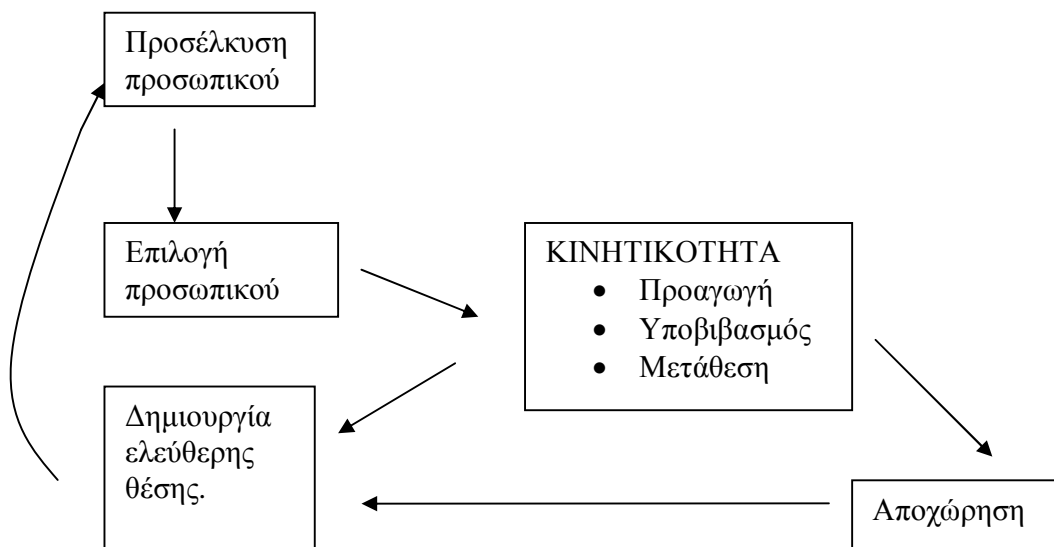 Προσέλκυση
προσωπικού
Επιλογή
προσωπικού
ΚΙΝΗΤΙΚΟΤΗΤΑ
• Προαγωγή
• Υποβιβασμός
• Μετάθεση
Δημιουργία
ελεύθερης
θέσης.
Αποχώρηση